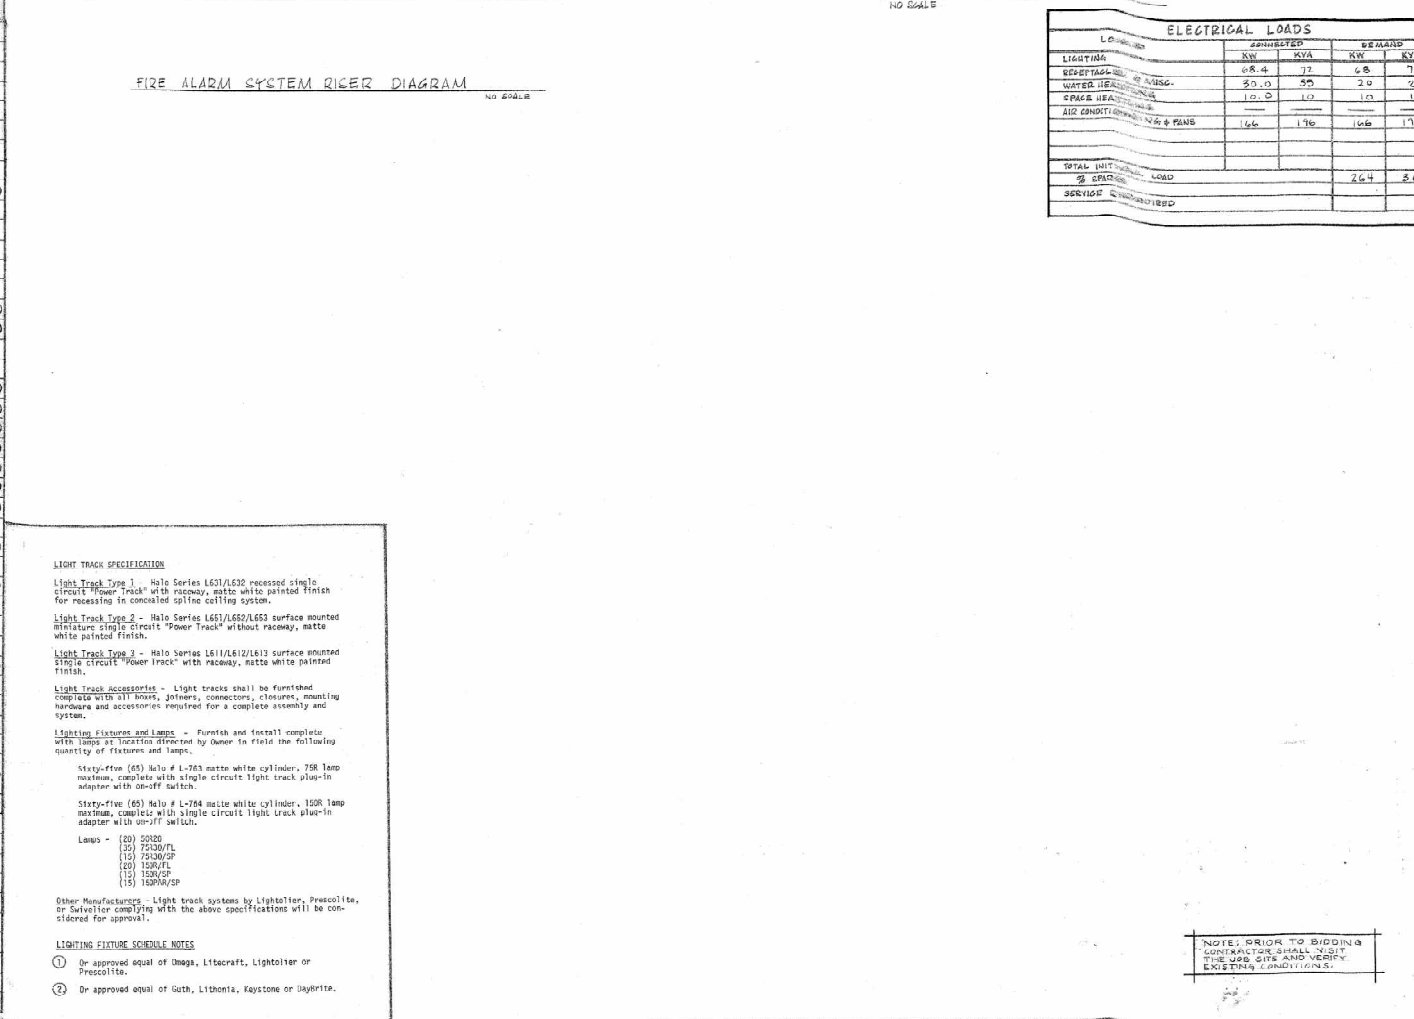 NO SCALE
FIRE ALARM SYSTEM RISER DIAGRAM
NO SCALE
ELECTRICAL LOADS
CONNECTED DEMAND
KW KVA KW
LIGHTING 68.4 72 68
30.0 20
10.0 10 10
AIR — — —
& FANS 166 196 166
TOTAL
% LOAD 264
SERVICE
LIGHT TRACK SPECIFICATION
Light Track Type 1 - Halo Series L631/L632 recessed single
circuit "Power Track" with raceway, matte white painted finish
for recessing in concealed spline ceiling system.
Light Track Type 2 - Halo Series L651/L652/L653 surface mounted
miniature single circuit "Power Track" without raceway, matte
white painted finish.
Light Track Type 3 - Halo Series L611/L612/L613 surface mounted
single circuit "Power Track" with raceway, matte white painted
finish.
Light Track Accessories - Light tracks shall be furnished
complete with all boxes, joiners, connectors, closures, mounting
hardware and accessories required for a complete assembly and
system.
Lighting Fixtures and Lamps - Furnish and install complete
with lamps at location directed by Owner in field the following
quantity of fixtures and lamps.
Sixty-five (65) Halo # L-763 matte white cylinder, 75R lamp
maximum, complete with single circuit light track plug-in
adapter with on-off switch.
Sixty-five (65) Halo # L-764 matte white cylinder, 150R lamp
maximum, complete with single circuit light track plug-in
adapter with on-off switch.
Lamps - (20) 50R20
(35) 75R30/FL
(15) 75R30/SP
(20) 150R/FL
(15) 150R/SP
(15) 150PAR/SP
Other Manufacturers - Light track systems by Lightolier, Prescolite,
or Swivelier complying with the above specifications will be con-
sidered for approval.
LIGHTING FIXTURE SCHEDULE NOTES
1 Or approved equal of Omega, Litecraft, Lightolier or
Prescolite.
2 Or approved equal of Guth, Lithonia, Keystone or DayBrite.
NOTE: PRIOR TO BIDDING
CONTRACTOR SHALL VISIT
THE JOB SITE AND VERIFY
EXISTING CONDITIONS.